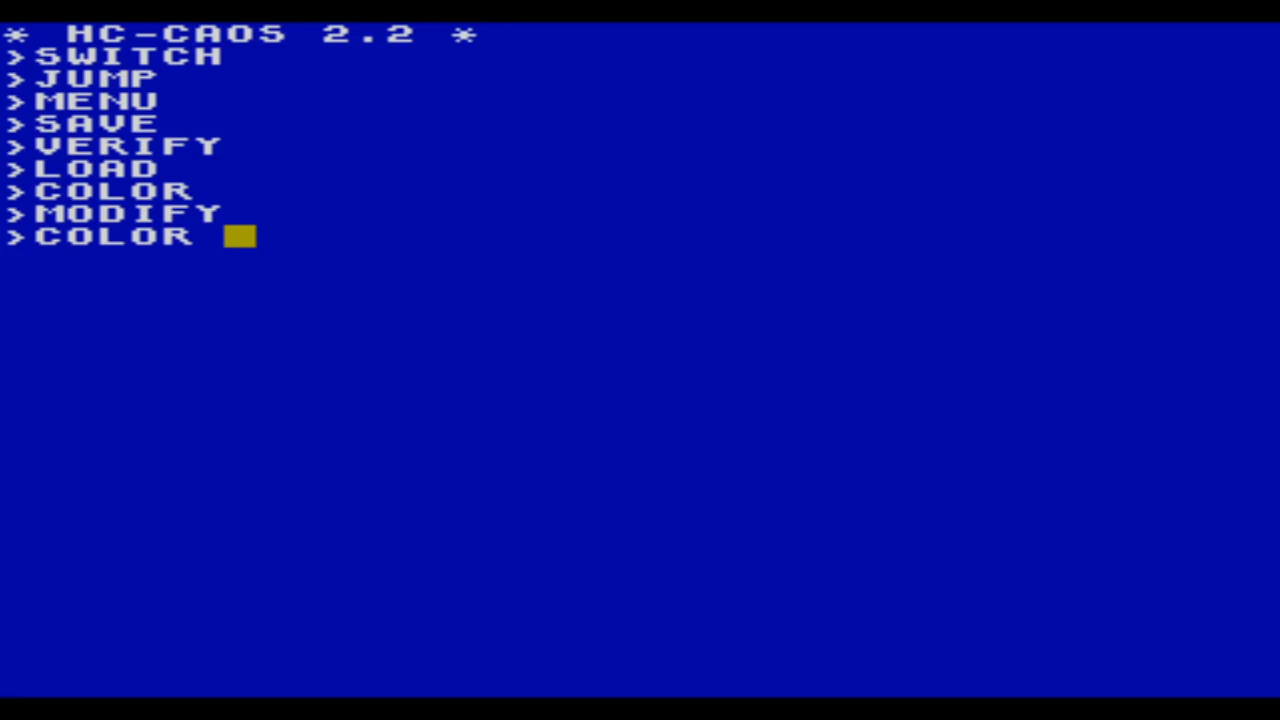 * HC-CAOS 2.2 *
>SWITCH
>JUMP
>MENU
>SAVE
>VERIFY
>LOAD
>COLOR
>MODIFY
>COLOR